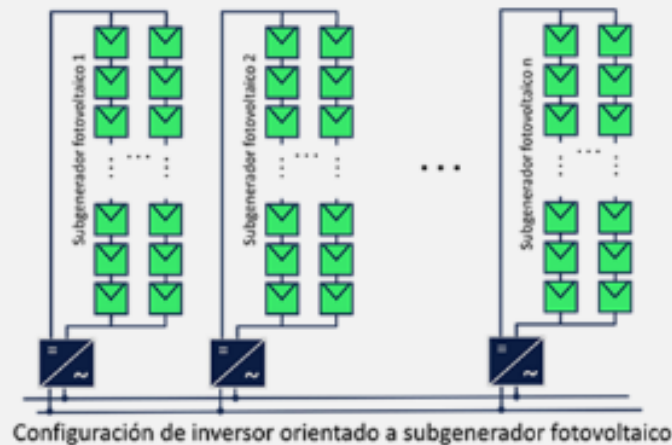 Subgenerador fotovoltaico 1
Subgenerador fotovoltaico 2
Subgenerador fotovoltaico n
Configuración de inversor orientado a subgenerador fotovoltaico